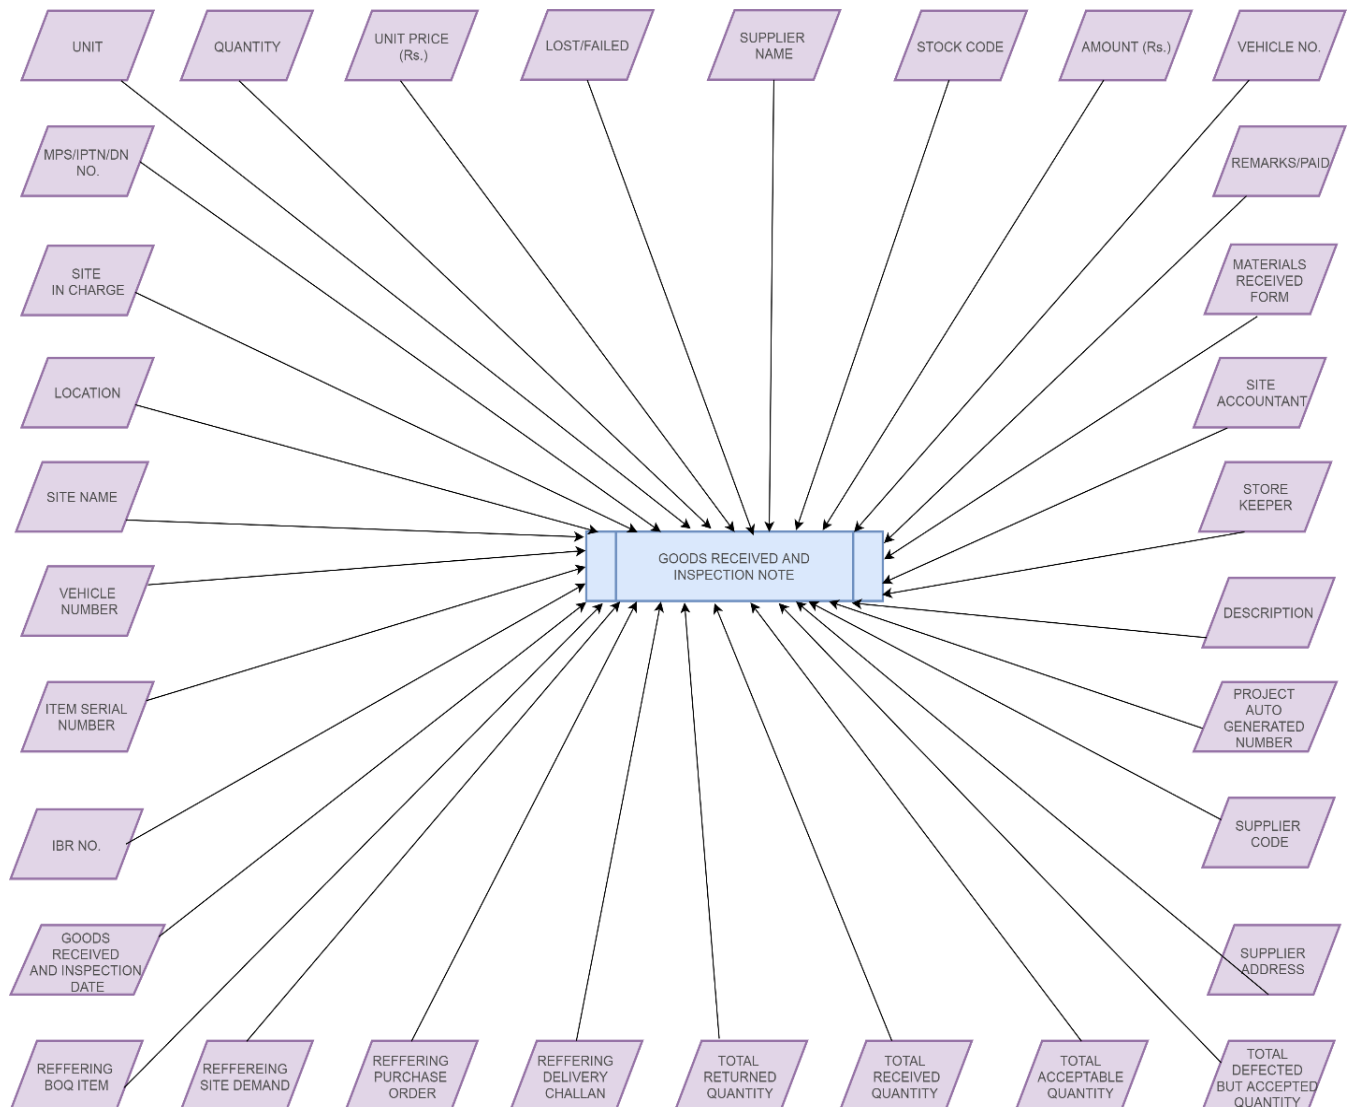 UNIT
QUANTITY
UNIT PRICE
(Rs.)
LOST/FAILED
SUPPLIER
NAME
STOCK CODE
AMOUNT (Rs.)
VEHICLE NO.
MPS/IPTN/DN
NO.
REMARKS/PAID
SITE
IN CHARGE
MATERIALS
RECEIVED
FORM
LOCATION
SITE
ACCOUNTANT
SITE NAME
STORE
KEEPER
GOODS RECEIVED AND
INSPECTION NOTE
VEHICLE
NUMBER
DESCRIPTION
ITEM SERIAL
NUMBER
PROJECT
AUTO
GENERATED
NUMBER
IBR NO.
SUPPLIER
CODE
GOODS
RECEIVED
AND INSPECTION
DATE
SUPPLIER
ADDRESS
REFFERING
BOQ ITEM
REFFEREING
SITE DEMAND
REFFERING
PURCHASE
ORDER
REFFERING
DELIVERY
CHALLAN
TOTAL
RETURNED
QUANTITY
TOTAL
RECEIVED
QUANTITY
TOTAL
ACCEPTABLE
QUANTITY
TOTAL
DEFECTED
BUT ACCEPTED
QUANTITY